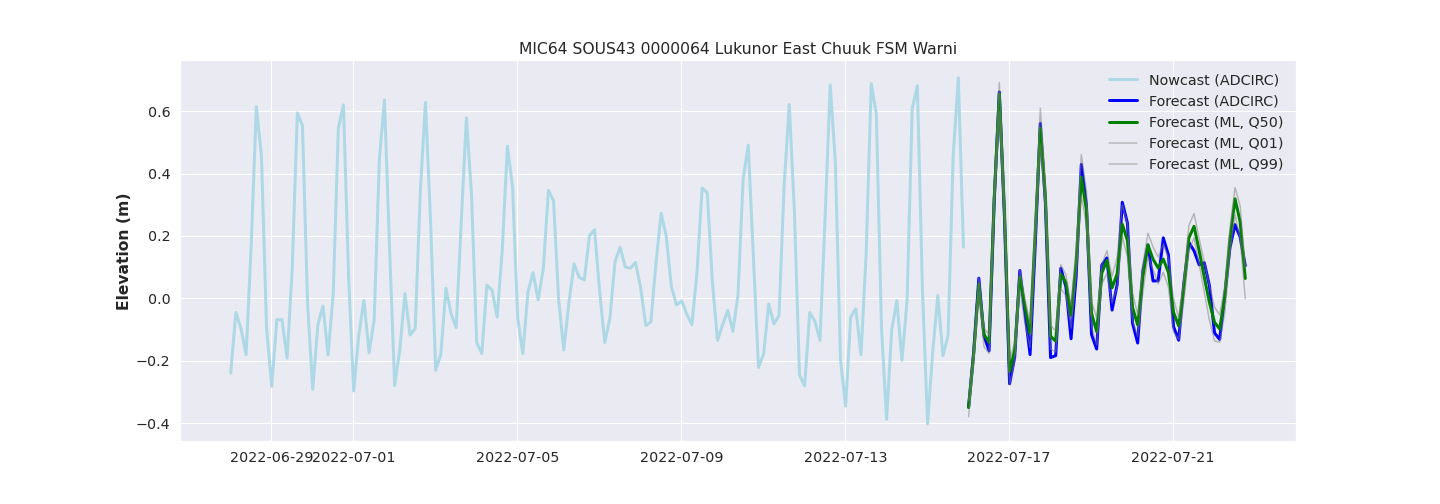 MIC64 SOUS43 0000064 Lukunor East Chuuk FSM Warni
Elevation (m)
0.6
0.4
0.2
0.0
−0.2
−0.4
Nowcast (ADCIRC)
Forecast (ADCIRC)
Forecast (ML, Q50)
Forecast (ML, Q01)
Forecast (ML, Q99)
2022-06-29 2022-07-01 2022-07-05 2022-07-09 2022-07-13 2022-07-17 2022-07-21